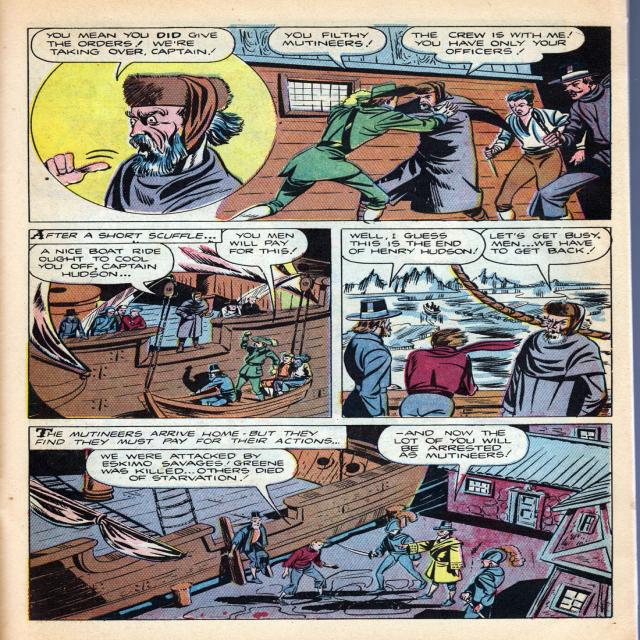 YOU MEAN YOU DID GIVE
THE ORDERS! WE'RE
TAKING OVER, CAPTAIN!
YOU FILTHY
MUTINEERS!
THE CREW IS WITH ME!
YOU HAVE ONLY YOUR
OFFICERS!
AFTER A SHORT SCUFFLE...
A NICE BOAT RIDE
OUGHT TO COOL
YOU OFF, CAPTAIN
HUDSON...
YOU MEN
WILL PAY
FOR THIS!
WELL, I GUESS
THIS IS THE END
OF HENRY HUDSON!
LET'S GET BUSY,
MEN...WE HAVE
TO GET BACK!
THE MUTINEERS ARRIVE HOME - BUT THEY
FIND THEY MUST PAY FOR THEIR ACTIONS...
WE WERE ATTACKED BY
ESKIMO SAVAGES! GREENE
WAS KILLED... OTHERS DIED
OF STARVATION!
-AND NOW THE
LOT OF YOU WILL
BE ARRESTED
AS MUTINEERS!